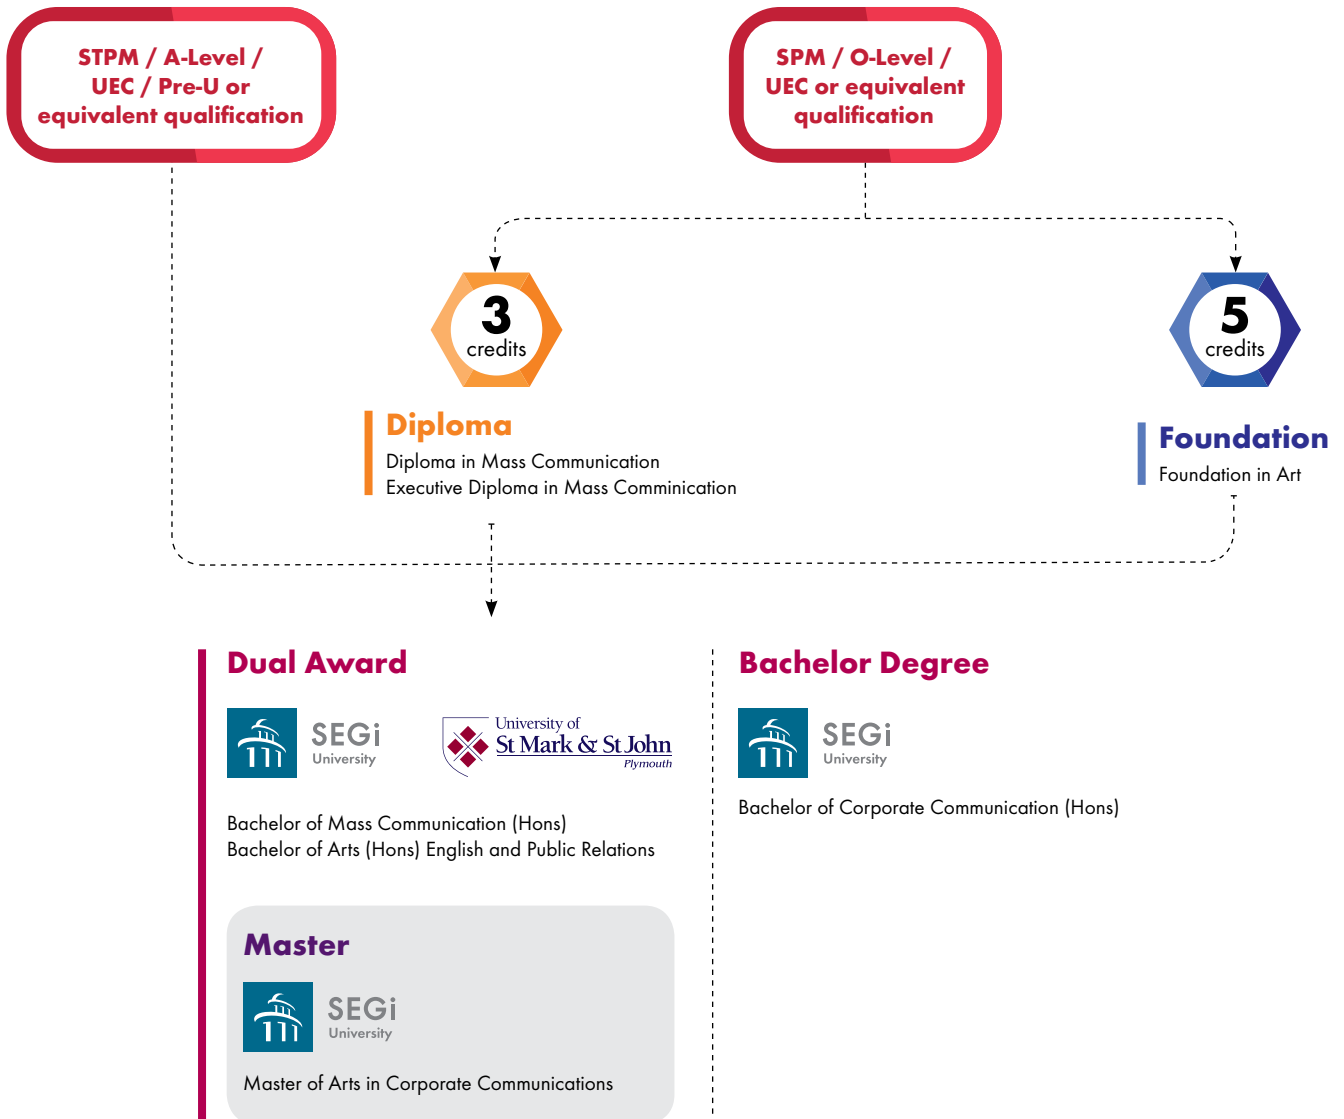 STPM / A-Level /
UEC / Pre-U or
equivalent qualification
SPM / O-Level /
UEC or equivalent
qualification
3
credits
5
credits
Diploma
Diploma in Mass Communication
Executive Diploma in Mass Comminication
Foundation
Foundation in Art
Dual Award
SEGi
University
University of
St Mark & St John
Plymouth
Bachelor of Mass Communication (Hons)
Bachelor of Arts (Hons) English and Public Relations
Bachelor Degree
SEGi
University
Bachelor of Corporate Communication (Hons)
Master
SEGi
University
Master of Arts in Corporate Communications